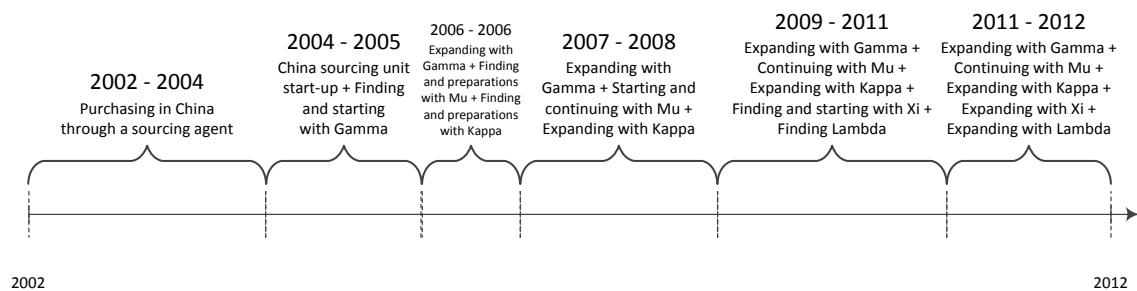 2002 - 2004
Purchasing in China
through a sourcing agent
2004 - 2005
China sourcing unit
start-up + Finding
and starting
with Gamma
2006 - 2006
Expanding with
Gamma + Finding
and preparations
with Mu + Finding
and preparations
with Kappa
2007 - 2008
Expanding with
Gamma + Starting and
continuing with Mu +
Expanding with Kappa
2009 - 2011
Expanding with Gamma +
Continuing with Mu +
Expanding with Kappa +
Finding and starting with Xi +
Finding Lambda
2011 - 2012
Expanding with Gamma +
Continuing with Mu +
Expanding with Kappa +
Expanding with Xi +
Expanding with Lambda
2002
2012